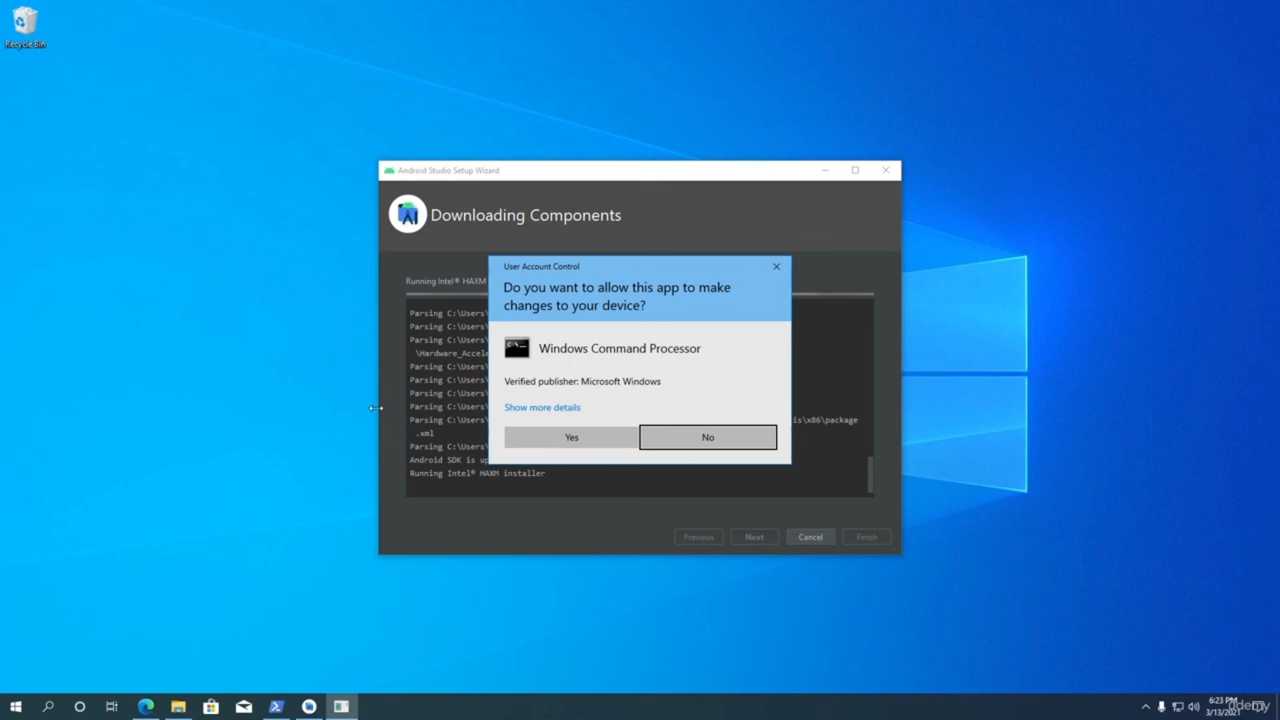 Recycle Bin
Android Studio Setup Wizard
Downloading Components
Running Intel® HAXM
User Account Control
Do you want to allow this app to make
changes to your device?
Windows Command Processor
Verified publisher: Microsoft Windows
Show more details
Yes
No
Parsing C:\Users\
Parsing C:\Users\
Parsing C:\Users\
\Hardware_Accele
Parsing C:\Users\
Parsing C:\Users\
Parsing C:\Users\
Parsing C:\Users\
Parsing C:\Users\ is\x86\package
.xml
Parsing C:\Users\
Android SDK is up
Running Intel® HAXM installer
Previous
Next
Cancel
Finish
6:23 PM
3/13/2021
ûdemy